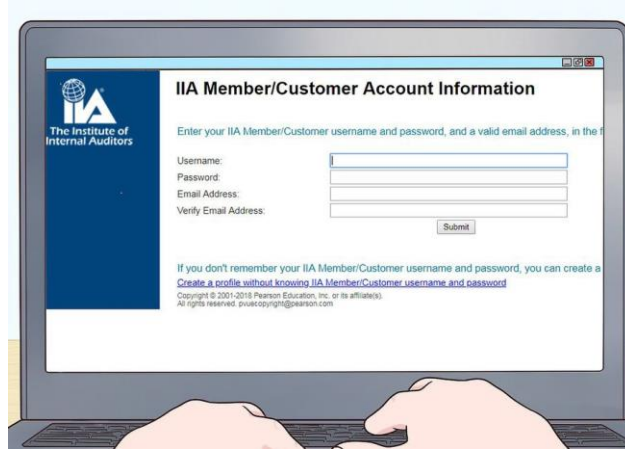 IIA
The Institute of
Internal Auditors
IIA Member/Customer Account Information
Enter your IIA Member/Customer username and password, and a valid email address, in the f
Username:
Password:
Email Address:
Verify Email Address:
Submit
If you don't remember your IIA Member/Customer username and password, you can create a
Create a profile without knowing IIA Member/Customer username and password
Copyright © 2001-2018 Pearson Education, Inc. or its affiliate(s).
All rights reserved. pvuecopyright@pearson.com